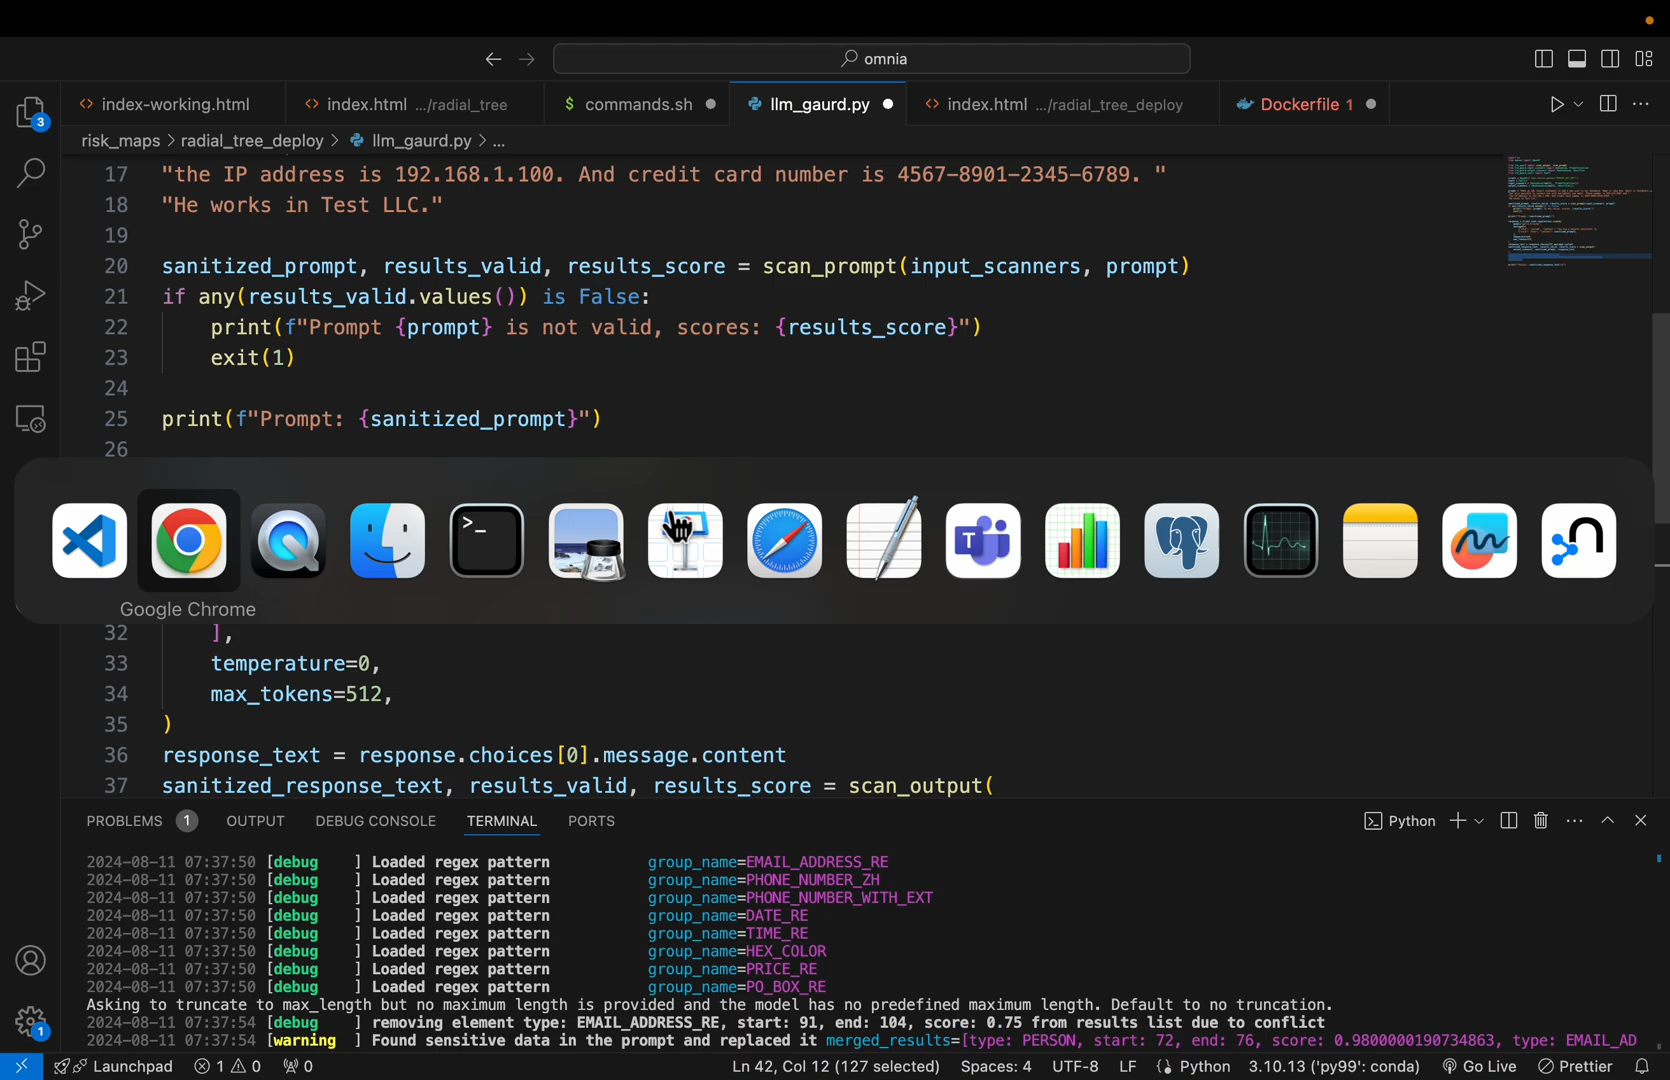 omnia
index-working.html
index.html .../radial_tree
commands.sh
llm_gaurd.py
index.html .../radial_tree_deploy
Dockerfile 1
risk_maps > radial_tree_deploy > llm_gaurd.py > ...
3
17 "the IP address is 192.168.1.100. And credit card number is 4567-8901-2345-6789. "
18 "He works in Test LLC."
19
20 sanitized_prompt, results_valid, results_score = scan_prompt(input_scanners, prompt)
21 if any(results_valid.values()) is False:
22 print(f"Prompt {prompt} is not valid, scores: {results_score}")
23 exit(1)
24
25 print(f"Prompt: {sanitized_prompt}")
26
>_
Google Chrome
32 ],
33 temperature=0,
34 max_tokens=512,
35 )
36 response_text = response.choices[0].message.content
37 sanitized_response_text, results_valid, results_score = scan_output(
PROBLEMS 1 OUTPUT DEBUG CONSOLE TERMINAL PORTS Python
2024-08-11 07:37:50 [debug ] Loaded regex pattern group_name=EMAIL_ADDRESS_RE
2024-08-11 07:37:50 [debug ] Loaded regex pattern group_name=PHONE_NUMBER_ZH
2024-08-11 07:37:50 [debug ] Loaded regex pattern group_name=PHONE_NUMBER_WITH_EXT
2024-08-11 07:37:50 [debug ] Loaded regex pattern group_name=DATE_RE
2024-08-11 07:37:50 [debug ] Loaded regex pattern group_name=TIME_RE
2024-08-11 07:37:50 [debug ] Loaded regex pattern group_name=HEX_COLOR
2024-08-11 07:37:50 [debug ] Loaded regex pattern group_name=PRICE_RE
2024-08-11 07:37:50 [debug ] Loaded regex pattern group_name=PO_BOX_RE
Asking to truncate to max_length but no maximum length is provided and the model has no predefined maximum length. Default to no truncation.
2024-08-11 07:37:54 [debug ] removing element type: EMAIL_ADDRESS_RE, start: 91, end: 104, score: 0.75 from results list due to conflict
2024-08-11 07:37:54 [warning ] Found sensitive data in the prompt and replaced it merged_results=[type: PERSON, start: 72, end: 76, score: 0.9800000190734863, type: EMAIL_AD
1
Launchpad 1 0 0 Ln 42, Col 12 (127 selected) Spaces: 4 UTF-8 LF Python 3.10.13 ('py99': conda) Go Live Prettier